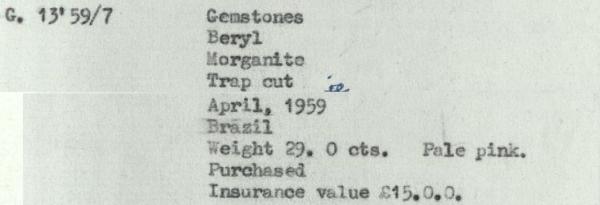 G. 13'59/7 Gemstones
Beryl
Morganite
Trap cut
April, 1959
Brazil
Weight 29. 0 cts. Pale pink.
Purchased
Insurance value £15.0.0.